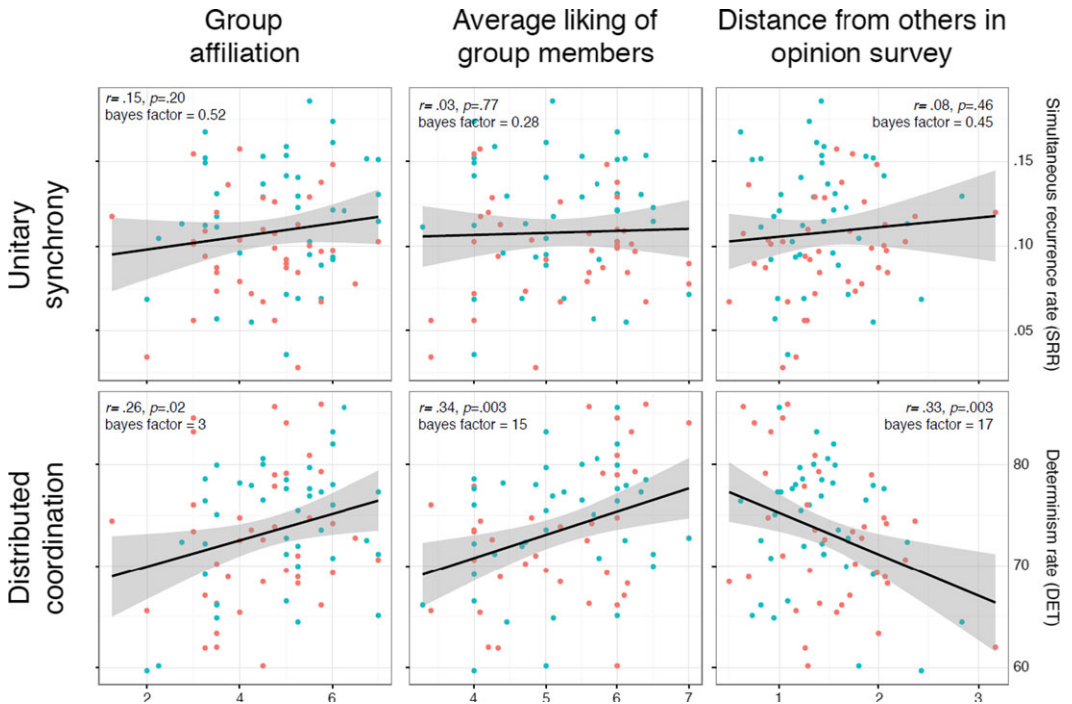 Group
affiliation
Average liking of
group members
Distance from others in
opinion survey
Unitary
synchrony
r= .15, p=.20
bayes factor = 0.52
r= .03, p=.77
bayes factor = 0.28
r= .08, p=.46
bayes factor = 0.45
.15
.10
.05
Simultaneous recurrence rate (SRR)
Distributed
coordination
r= .26, p=.02
bayes factor = 3
r= .34, p=.003
bayes factor = 15
r= .33, p=.003
bayes factor = 17
80
70
60
Determinism rate (DET)
2 4 6
4 5 6 7
1 2 3